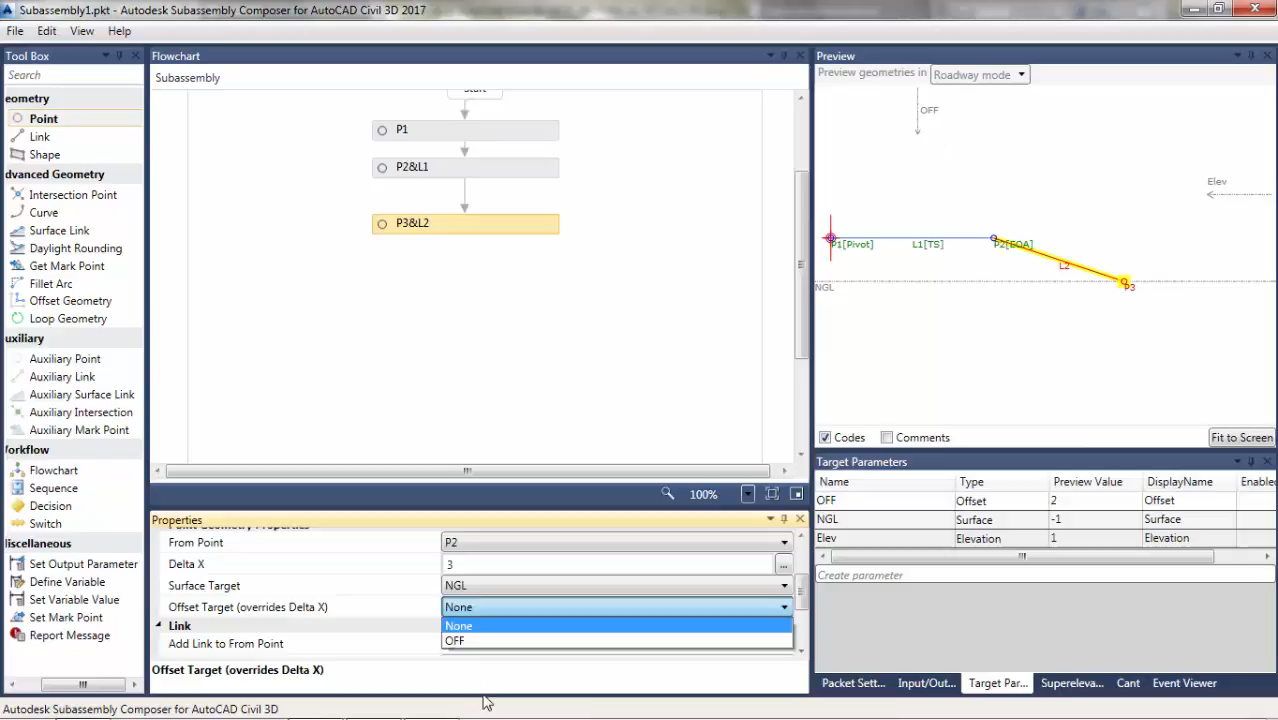 Subassembly1.pkt - Autodesk Subassembly Composer for AutoCAD Civil 3D 2017
File Edit View Help
Tool Box
Search
eometry
Point
Link
Shape
dvanced Geometry
Intersection Point
Curve
Surface Link
Daylight Rounding
Get Mark Point
Fillet Arc
Offset Geometry
Loop Geometry
uxiliary
Auxiliary Point
Auxiliary Link
Auxiliary Surface Link
Auxiliary Intersection
Auxiliary Mark Point
orkflow
Flowchart
Sequence
Decision
Switch
iscellaneous
Set Output Parameter
Define Variable
Set Variable Value
Set Mark Point
Report Message
Flowchart
Subassembly
Start
P1
P2&L1
P3&L2
100%
Properties
Point Geometry Properties
From Point P2
Delta X 3 ...
Surface Target NGL
Offset Target (overrides Delta X) None
None
OFF
Link
Add Link to From Point
Offset Target (overrides Delta X)
Preview
Preview geometries in Roadway mode
OFF
Elev
P1[Pivot] L1[TS] P2[EOA]
L2
NGL P3
Codes Comments Fit to Screen
Target Parameters
Name Type Preview Value DisplayName Enabled
OFF Offset 2 Offset
NGL Surface -1 Surface
Elev Elevation 1 Elevation
Create parameter
Packet Sett... Input/Out... Target Par... Supereleva... Cant Event Viewer
Autodesk Subassembly Composer for AutoCAD Civil 3D